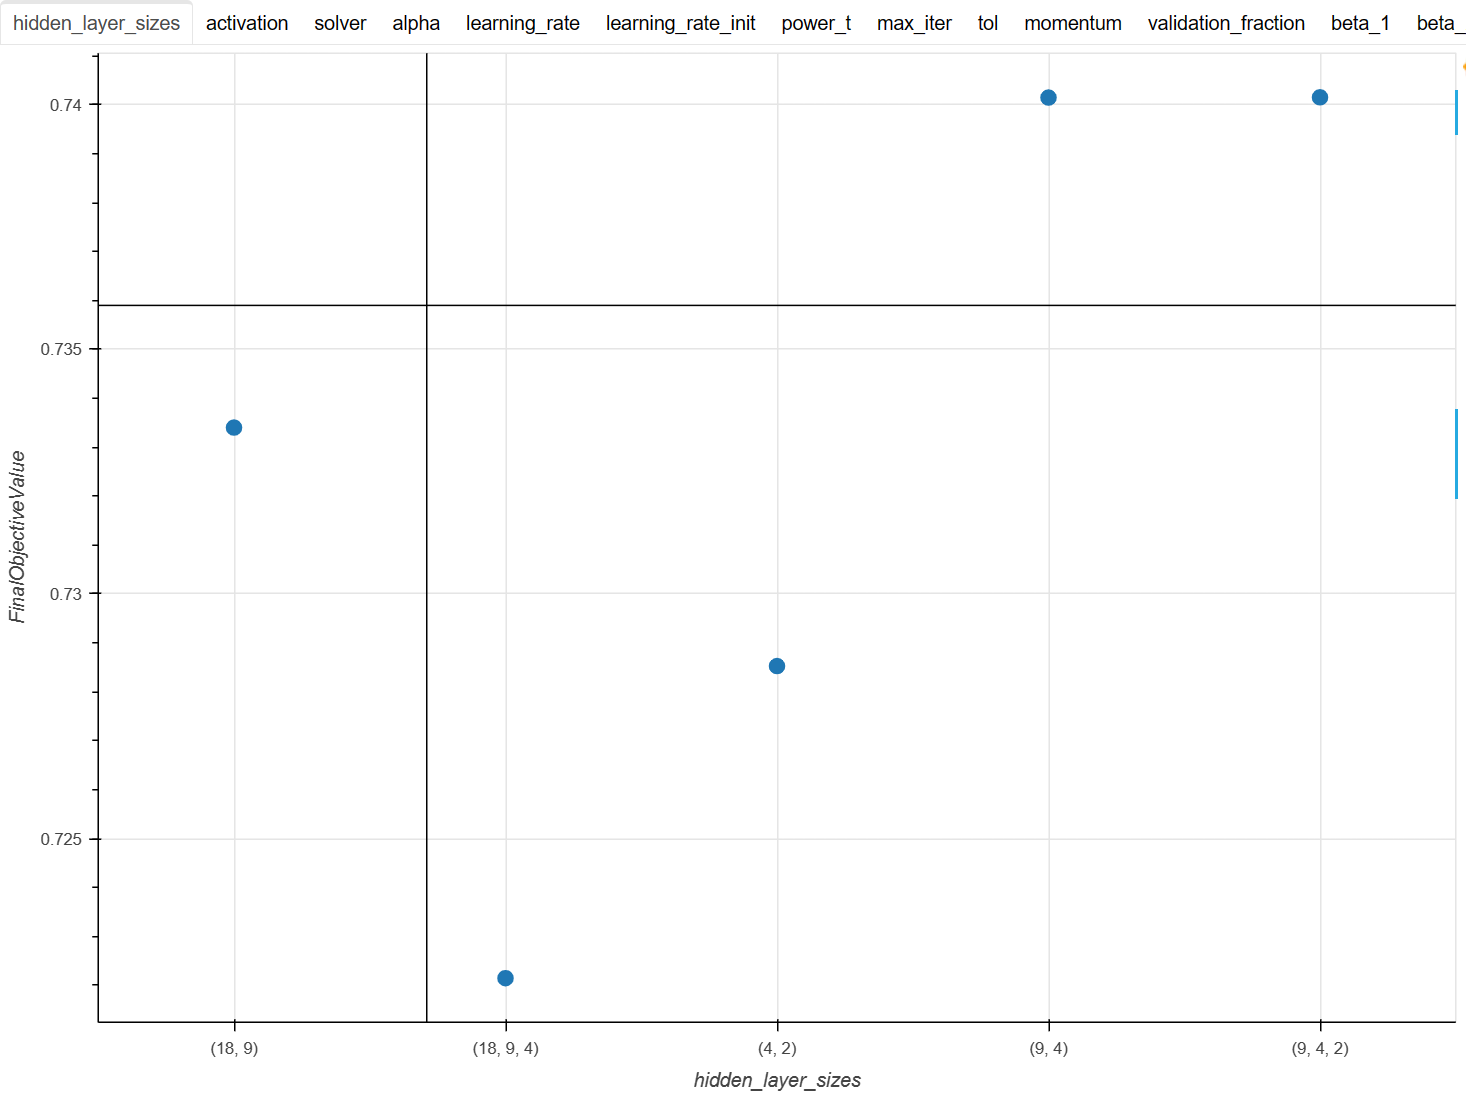 hidden_layer_sizes activation solver alpha learning_rate learning_rate_init power_t max_iter tol momentum validation_fraction beta_1 beta_
0.74
0.735
0.73
0.725
FinalObjectiveValue
(18, 9) (18, 9, 4) (4, 2) (9, 4) (9, 4, 2)
hidden_layer_sizes